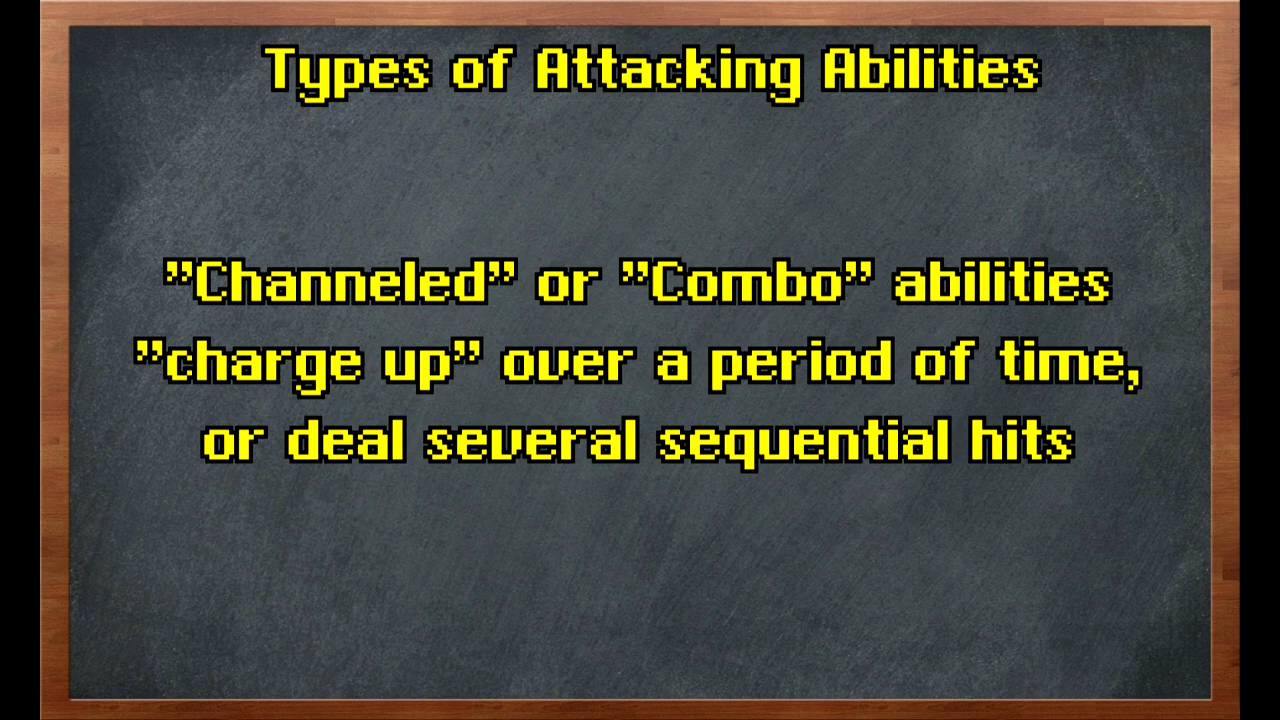 Types of Attacking Abilities
”Channeled” or ”Combo” abilities
”charge up” over a period of time,
or deal several sequential hits